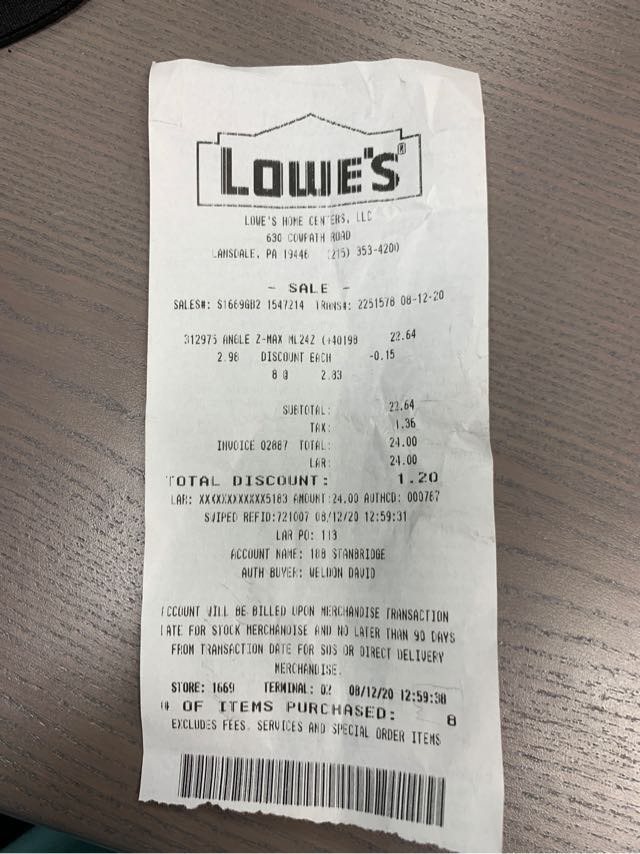 LOWE'S®
LOWE'S HOME CENTERS, LLC
630 COWPATH ROAD
LANSDALE, PA 19446 (215) 353-4200
- SALE -
SALES#: S1669GB2 1547214 TRANS#: 2251578 08-12-20
312975 ANGLE Z-MAX ML24Z (+40198 22.64
2.98 DISCOUNT EACH -0.15
8 @ 2.83
SUBTOTAL: 22.64
TAX: 1.36
INVOICE 02887 TOTAL: 24.00
LAR: 24.00
TOTAL DISCOUNT: 1.20
LAR: XXXXXXXXXXXX5183 AMOUNT:24.00 AUTHCD: 000767
SWIPED REFID:721007 08/12/20 12:59:31
LAR PO: 113
ACCOUNT NAME: 188 STANBRIDGE
AUTH BUYER: WELDON DAVID
ACCOUNT WILL BE BILLED UPON MERCHANDISE TRANSACTION
DATE FOR STOCK MERCHANDISE AND NO LATER THAN 90 DAYS
FROM TRANSACTION DATE FOR SOS OR DIRECT DELIVERY
MERCHANDISE.
STORE: 1669 TERMINAL: 02 08/12/20 12:59:38
# OF ITEMS PURCHASED: 8
EXCLUDES FEES, SERVICES AND SPECIAL ORDER ITEMS